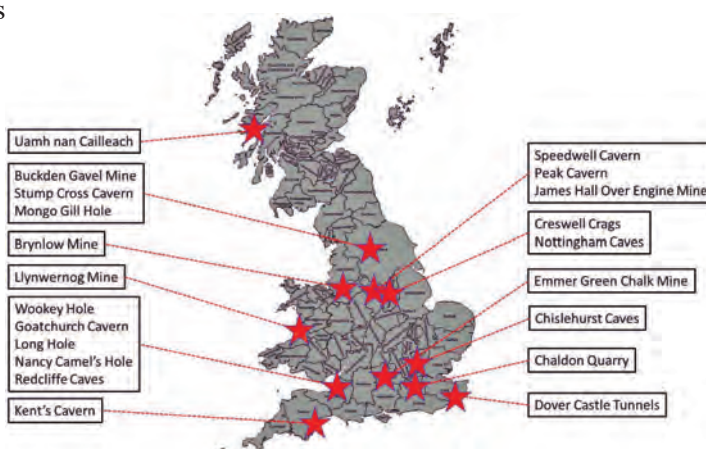 s
Uamh nan Cailleach
Buckden Gavel Mine
Stump Cross Cavern
Mongo Gill Hole
Brynlow Mine
Llynwernog Mine
Wookey Hole
Goatchurch Cavern
Long Hole
Nancy Camel's Hole
Redcliffe Caves
Kent's Cavern
Speedwell Cavern
Peak Cavern
James Hall Over Engine Mine
Creswell Crags
Nottingham Caves
Emmer Green Chalk Mine
Chislehurst Caves
Chaldon Quarry
Dover Castle Tunnels